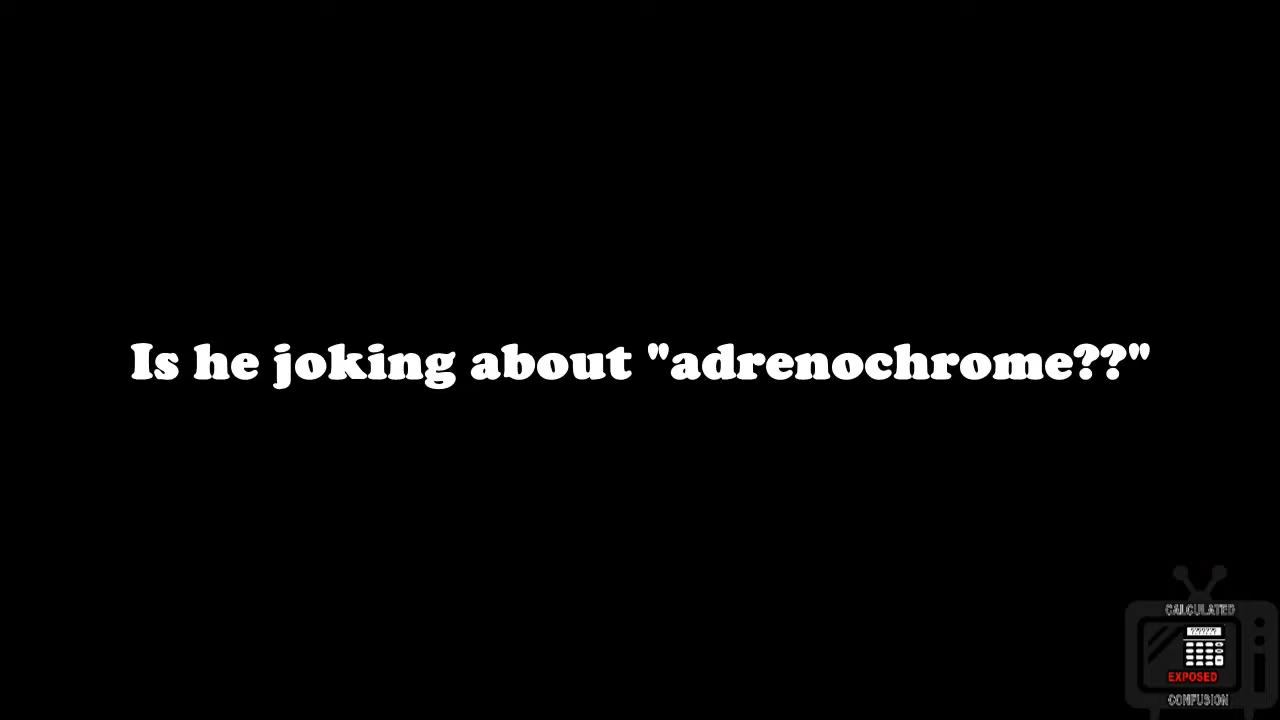 Is he joking about "adrenochrome??"
CALCULATED
EXPOSED
CONFUSION